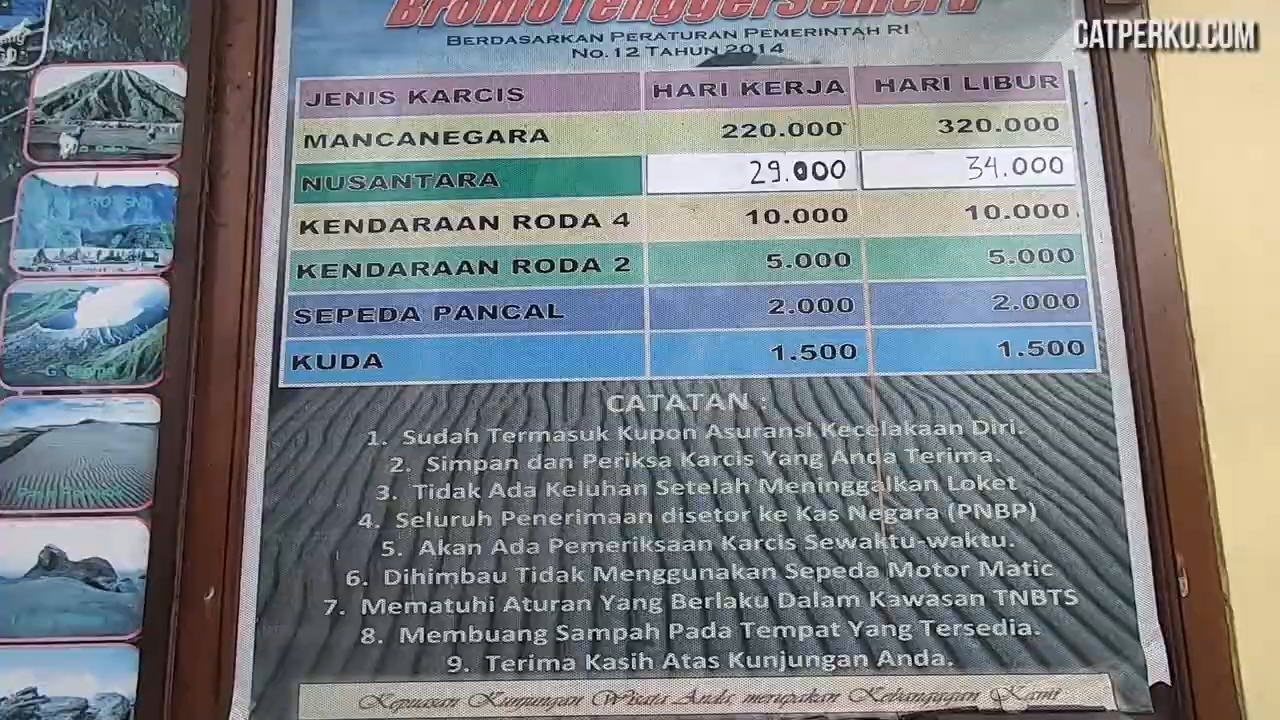 CATPERKU.COM
BromoTenggerSemeru
BERDASARKAN PERATURAN PEMERINTAH RI
No.12 TAHUN 2014
JENIS KARCIS HARI KERJA HARI LIBUR
MANCANEGARA 220.000 320.000
NUSANTARA 29.000 34.000
KENDARAAN RODA 4 10.000 10.000
KENDARAAN RODA 2 5.000 5.000
SEPEDA PANCAL 2.000 2.000
KUDA 1.500 1.500
CATATAN :
1. Sudah Termasuk Kupon Asuransi Kecelakaan Diri.
2. Simpan dan Periksa Karcis Yang Anda Terima.
3. Tidak Ada Keluhan Setelah Meninggalkan Loket
4. Seluruh Penerimaan disetor ke Kas Negara (PNBP)
5. Akan Ada Pemeriksaan Karcis Sewaktu-waktu.
6. Dihimbau Tidak Menggunakan Sepeda Motor Matic
7. Mematuhi Aturan Yang Berlaku Dalam Kawasan TNBTS
8. Membuang Sampah Pada Tempat Yang Tersedia.
9. Terima Kasih Atas Kunjungan Anda.
Kepuasan Kunjungan Wisata Anda merupakan Kebanggaan Kami